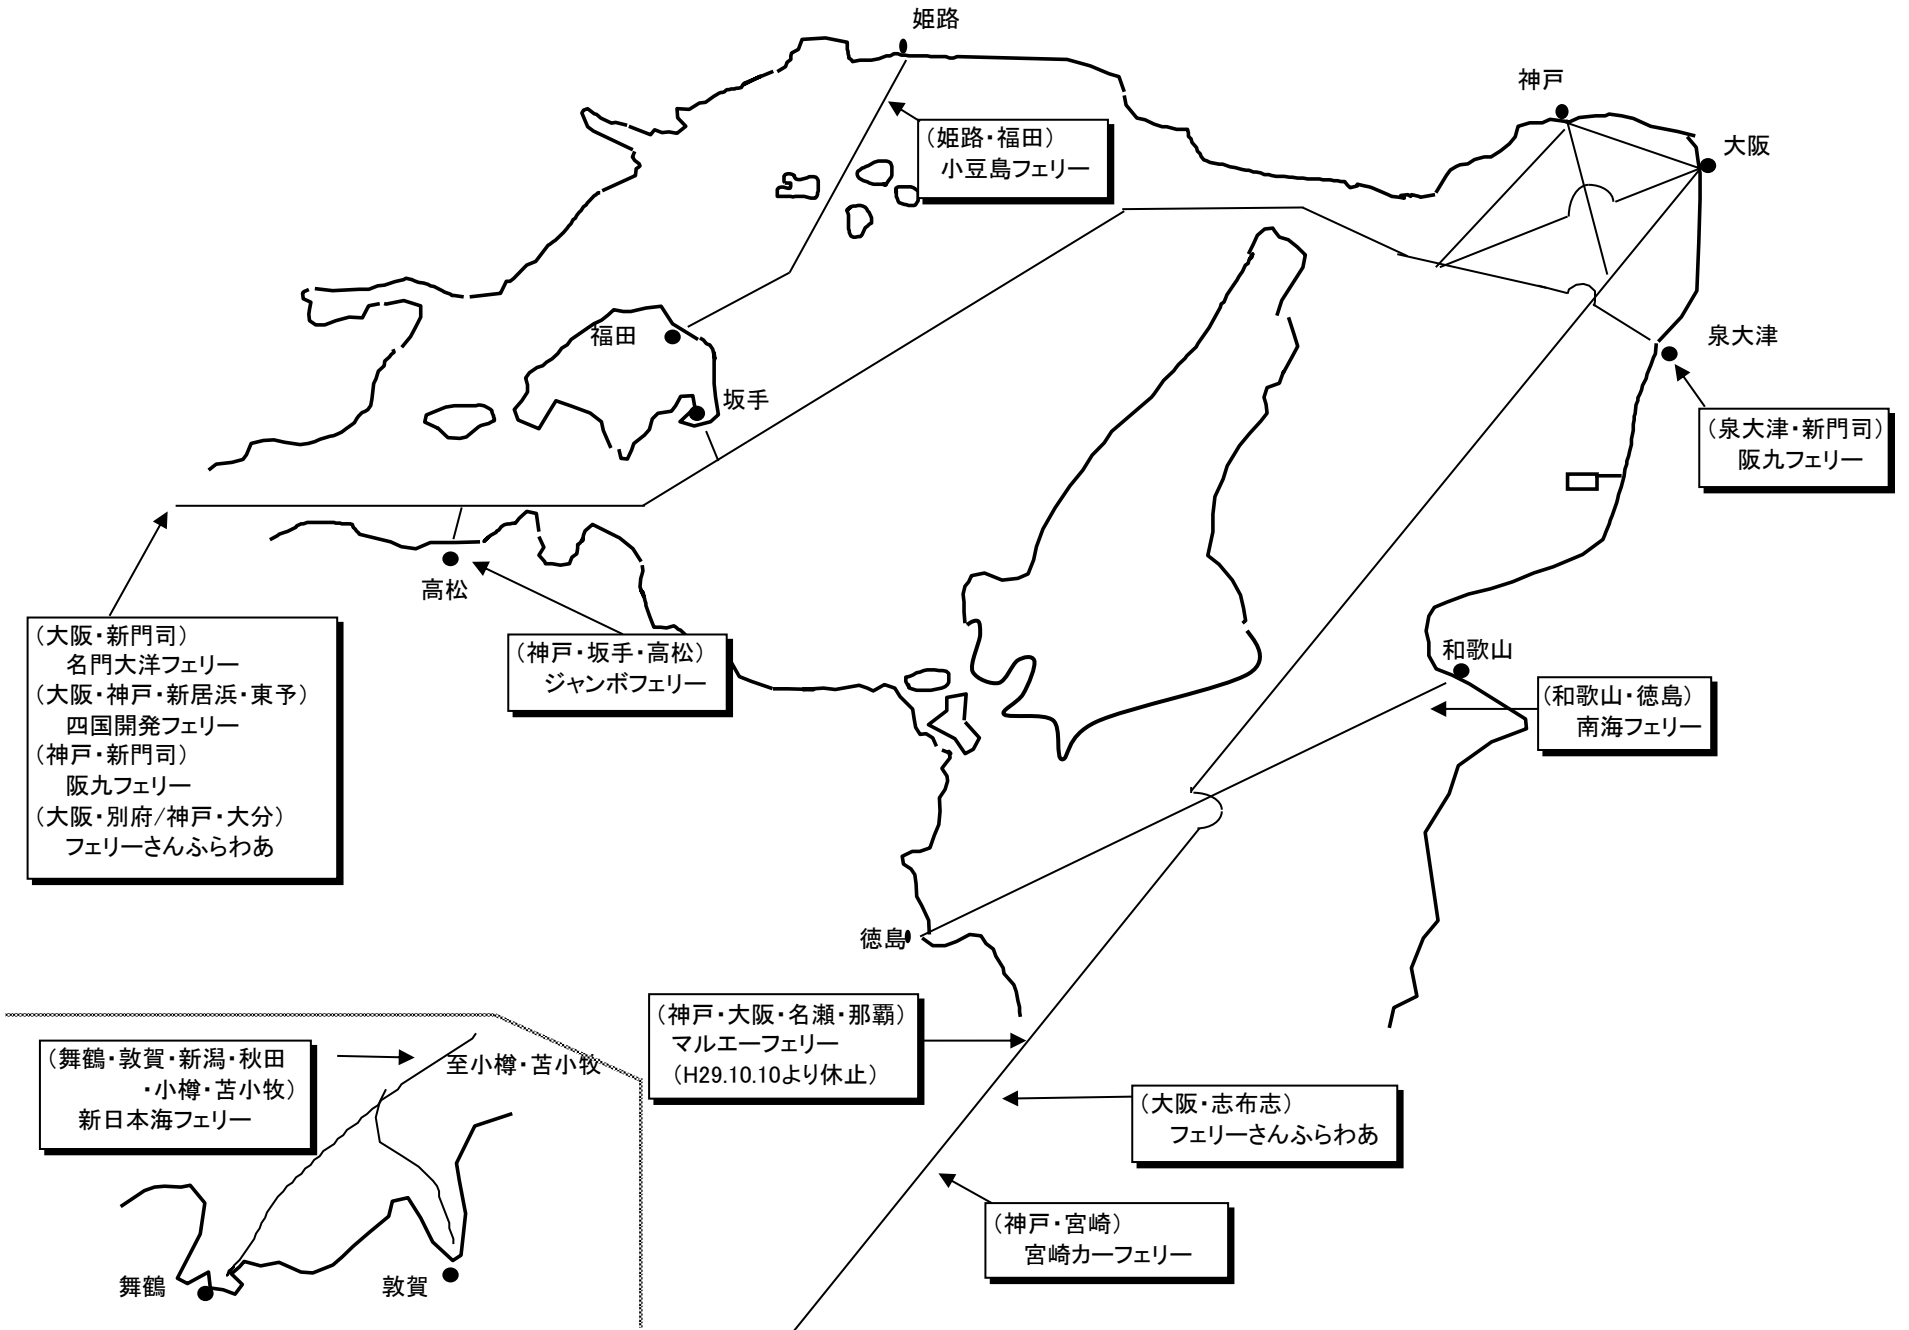 姫路
神戸
大阪
（姫路・福田）
小豆島フェリー
福田
坂手
泉大津
（泉大津・新門司）
阪九フェリー
高松
（大阪・新門司）
名門大洋フェリー
（大阪・神戸・新居浜・東予）
四国開発フェリー
（神戸・新門司）
阪九フェリー
（大阪・別府/神戸・大分）
フェリーさんふらわあ
（神戸・坂手・高松）
ジャンボフェリー
和歌山
（和歌山・徳島）
南海フェリー
徳島
（神戸・大阪・名瀬・那覇）
マルエーフェリー
（H29.10.10より休止）
（大阪・志布志）
フェリーさんふらわあ
（神戸・宮崎）
宮崎カーフェリー
（舞鶴・敦賀・新潟・秋田
・小樽・苫小牧）
新日本海フェリー
至小樽・苫小牧
舞鶴
敦賀